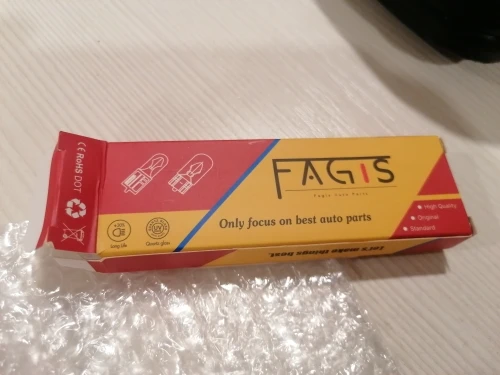 CE RoHS DOT
FAGIS
Fagis Auto Parts
Only focus on best auto parts
High Quality
Original
Standard
Long life
Quartz glass
Let's make things best